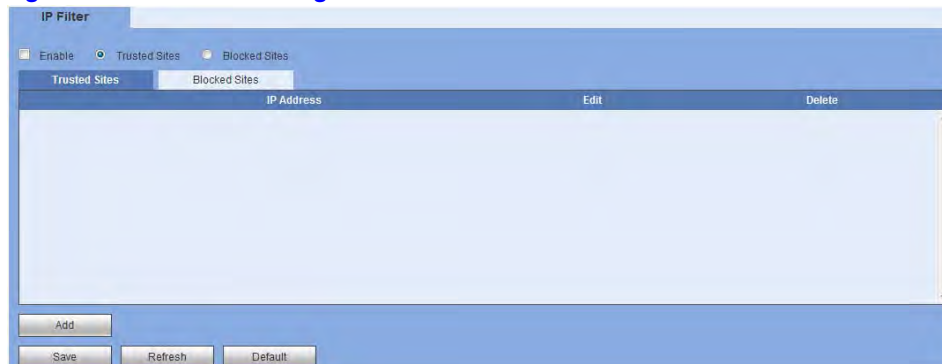 IP Filter
Enable Trusted Sites Blocked Sites
Trusted Sites Blocked Sites
IP Address Edit Delete
Add
Save Refresh Default